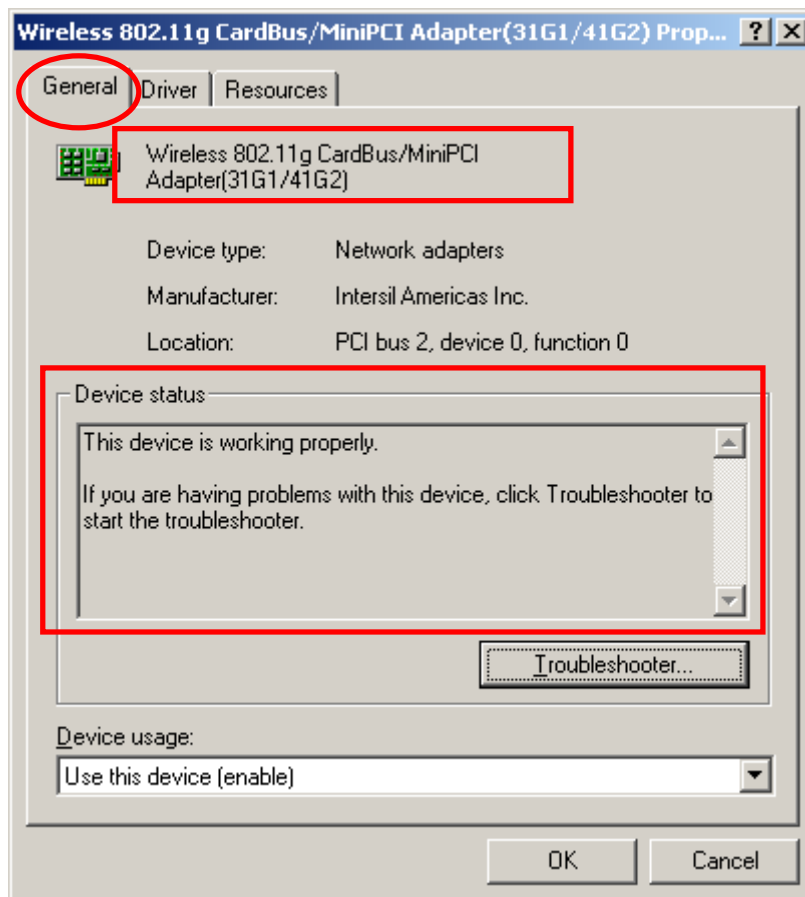 Wireless 802.11g CardBus/MiniPCI Adapter(31G1/41G2) Prop...
General Driver Resources
Wireless 802.11g CardBus/MiniPCI
Adapter(31G1/41G2)
Device type: Network adapters
Manufacturer: Intersil Americas Inc.
Location: PCI bus 2, device 0, function 0
Device status
This device is working properly.
If you are having problems with this device, click Troubleshooter to
start the troubleshooter.
Troubleshooter...
Device usage:
Use this device (enable)
OK Cancel